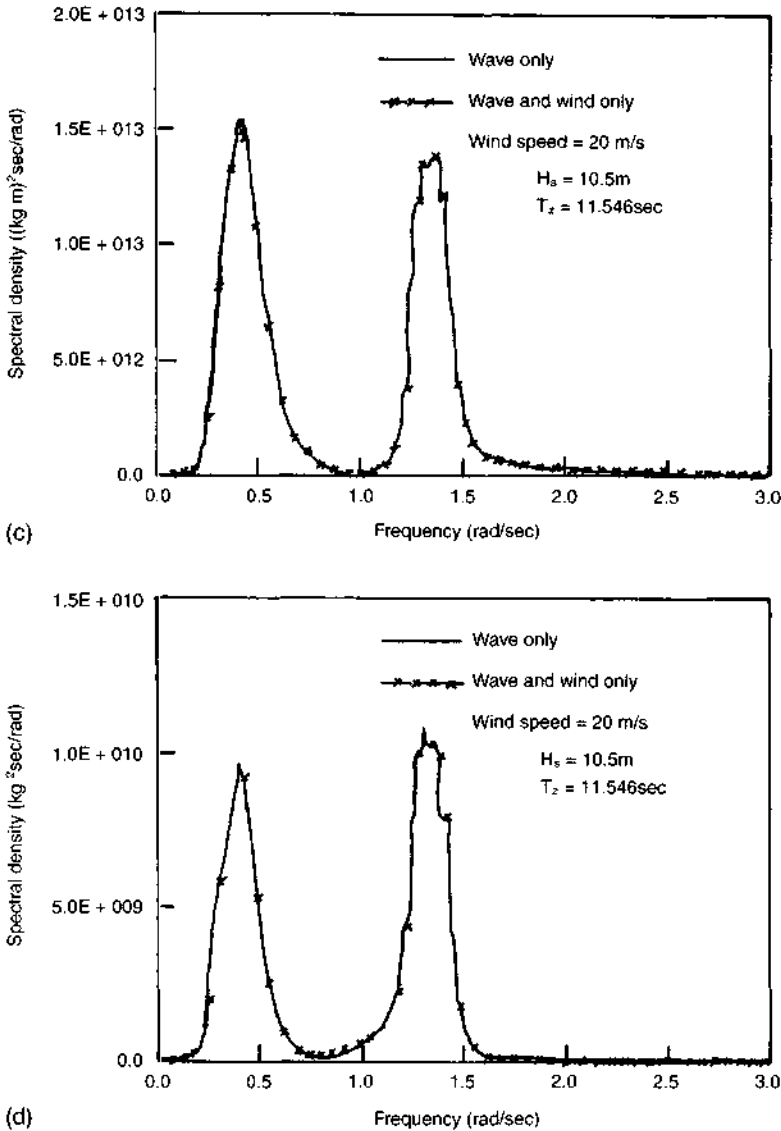 2.0E + 013
1.5E + 013
1.0E + 013
5.0E + 012
0.0
Spectral density ((kg m)²sec/rad)
Wave only
Wave and wind only
Wind speed = 20 m/s
Hs = 10.5m
Tz = 11.546sec
0.0 0.5 1.0 1.5 2.0 2.5 3.0
Frequency (rad/sec)
(c)
1.5E + 010
1.0E + 010
5.0E + 009
0.0
Spectral density (kg ²sec/rad)
Wave only
Wave and wind only
Wind speed = 20 m/s
Hs = 10.5m
Tz = 11.546sec
0.0 0.5 1.0 1.5 2.0 2.5 3.0
Frequency (rad/sec)
(d)